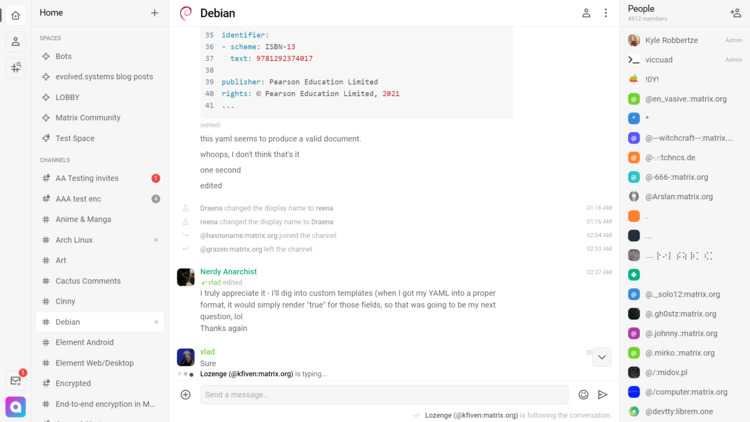 Home
SPACES
Bots
evolved.systems blog posts
LOBBY
Matrix Community
Test Space
CHANNELS
AA Testing invites
1
AAA test enc
4
Anime & Manga
Arch Linux
Art
Cactus Comments
Cinny
Debian
Element Android
Element Web/Desktop
Encrypted
End-to-end encryption in M...
1
Debian
35 identifier:
36 - scheme: ISBN-13
37 text: 9781292374017
38
39 publisher: Pearson Education Limited
40 rights: © Pearson Education Limited, 2021
41 ...
(edited)
this yaml seems to produce a valid document.
whoops, I don't think that's it
one second
edited
Draena changed the display name to reena
01:16 AM
reena changed the display name to Draena
01:16 AM
@hasnoname:matrix.org joined the channel
02:04 AM
@grazen:matrix.org left the channel
02:33 AM
Nerdy Anarchist
02:37 AM
vlad edited
I truly appreciate it - I'll dig into custom templates (when I got my YAML into a proper
format, it would simply render "true" for those fields, so that was going to be my next
question, lol
Thanks again
vlad
Sure
Lozenge (@kfiven:matrix.org) is typing...
Send a message...
Lozenge (@kfiven:matrix.org) is following the conversation.
People
4912 members
Kyle Robbertze
Admin
viccuad
Admin
!0Y!
@en_vasive:matrix.org
*
@~witchcraft~:matrix....
@-:tchncs.de
@-666-:matrix.org
@Arslan:matrix.org
.
...
@._solo12:matrix.org
@.gh0stz:matrix.org
@.johnny.:matrix.org
@.mirko.:matrix.org
@/:midov.pl
@/computer:matrix.org
@/devtty:librem.one